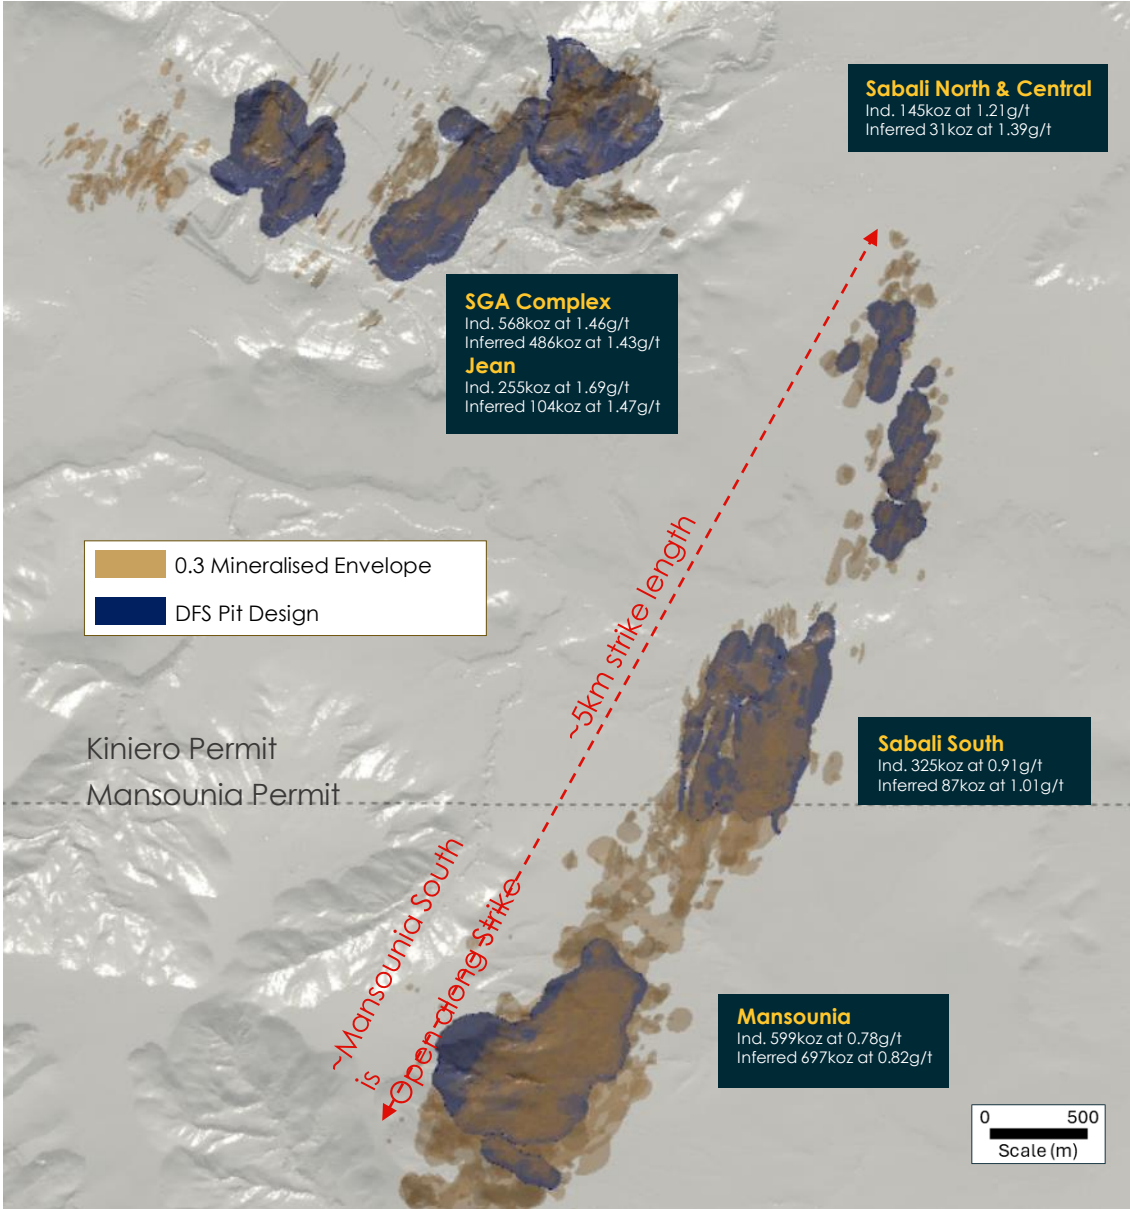 Sabali North & Central
Ind. 145koz at 1.21g/t
Inferred 31koz at 1.39g/t
SGA Complex
Ind. 568koz at 1.46g/t
Inferred 486koz at 1.43g/t
Jean
Ind. 255koz at 1.69g/t
Inferred 104koz at 1.47g/t
0.3 Mineralised Envelope
DFS Pit Design
~5km strike length
Kiniero Permit
Mansounia Permit
Sabali South
Ind. 325koz at 0.91g/t
Inferred 87koz at 1.01g/t
~Mansounia South
is
Open along Strike
Mansounia
Ind. 599koz at 0.78g/t
Inferred 697koz at 0.82g/t
0 500
Scale (m)